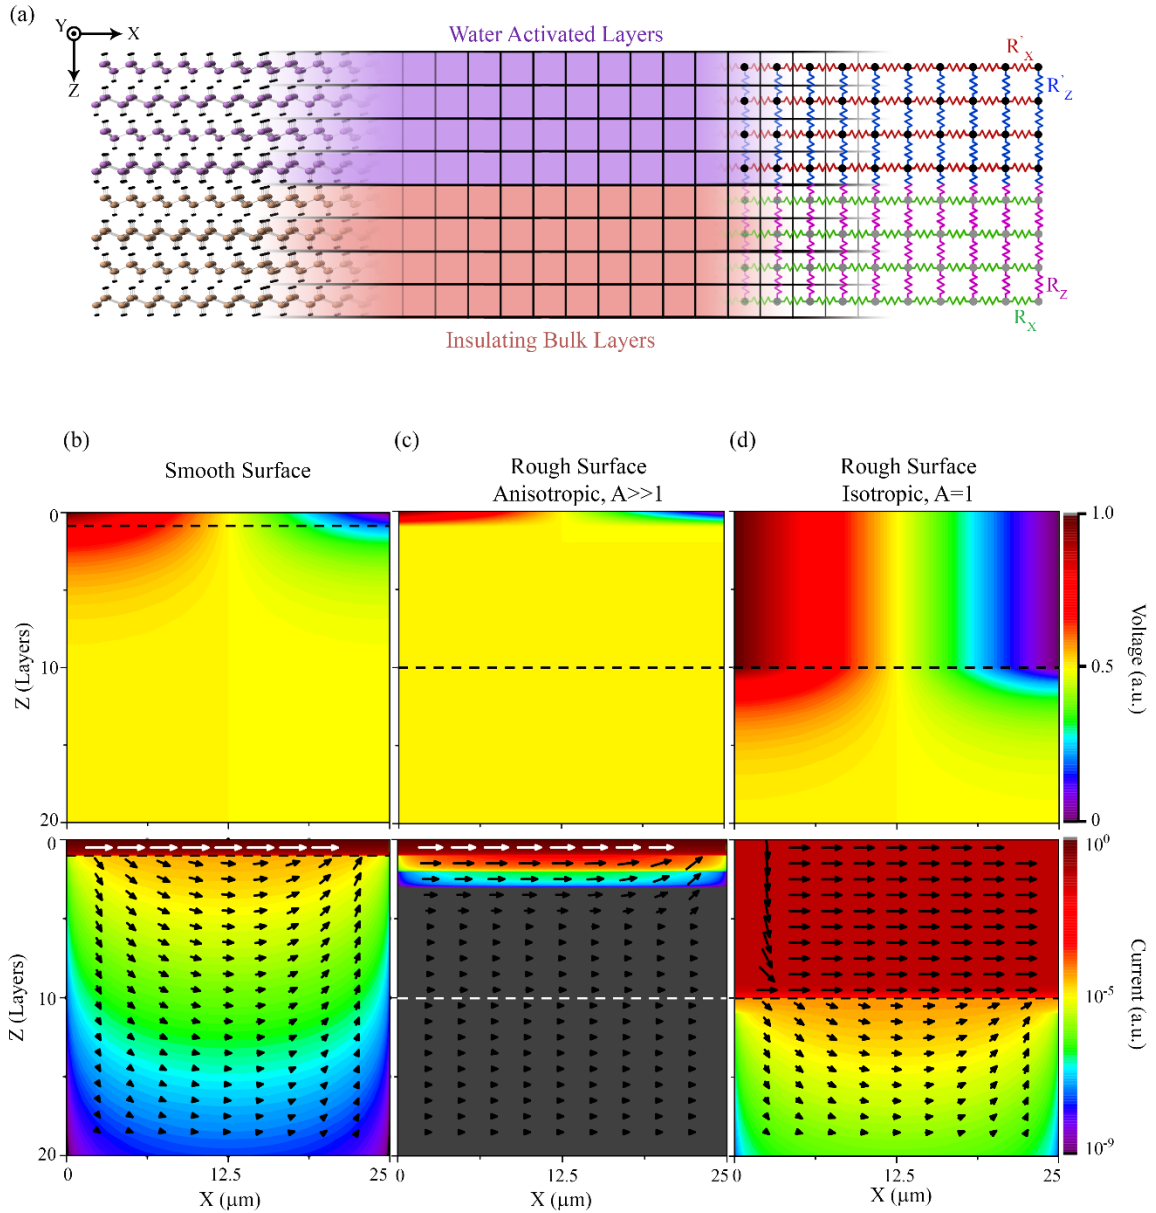 (a)
Y
X
Z
Water Activated Layers
R`X
R`Z
RZ
RX
Insulating Bulk Layers
(b)
(c)
(d)
Smooth Surface
Rough Surface
Anisotropic, A>>1
Rough Surface
Isotropic, A=1
0
10
20
Z (Layers)
1.0
0.5
0
Voltage (a.u.)
0
10
20
Z (Layers)
10^0
10^-5
10^-9
Current (a.u.)
0
12.5
25
0
12.5
25
0
12.5
25
X (μm)
X (μm)
X (μm)